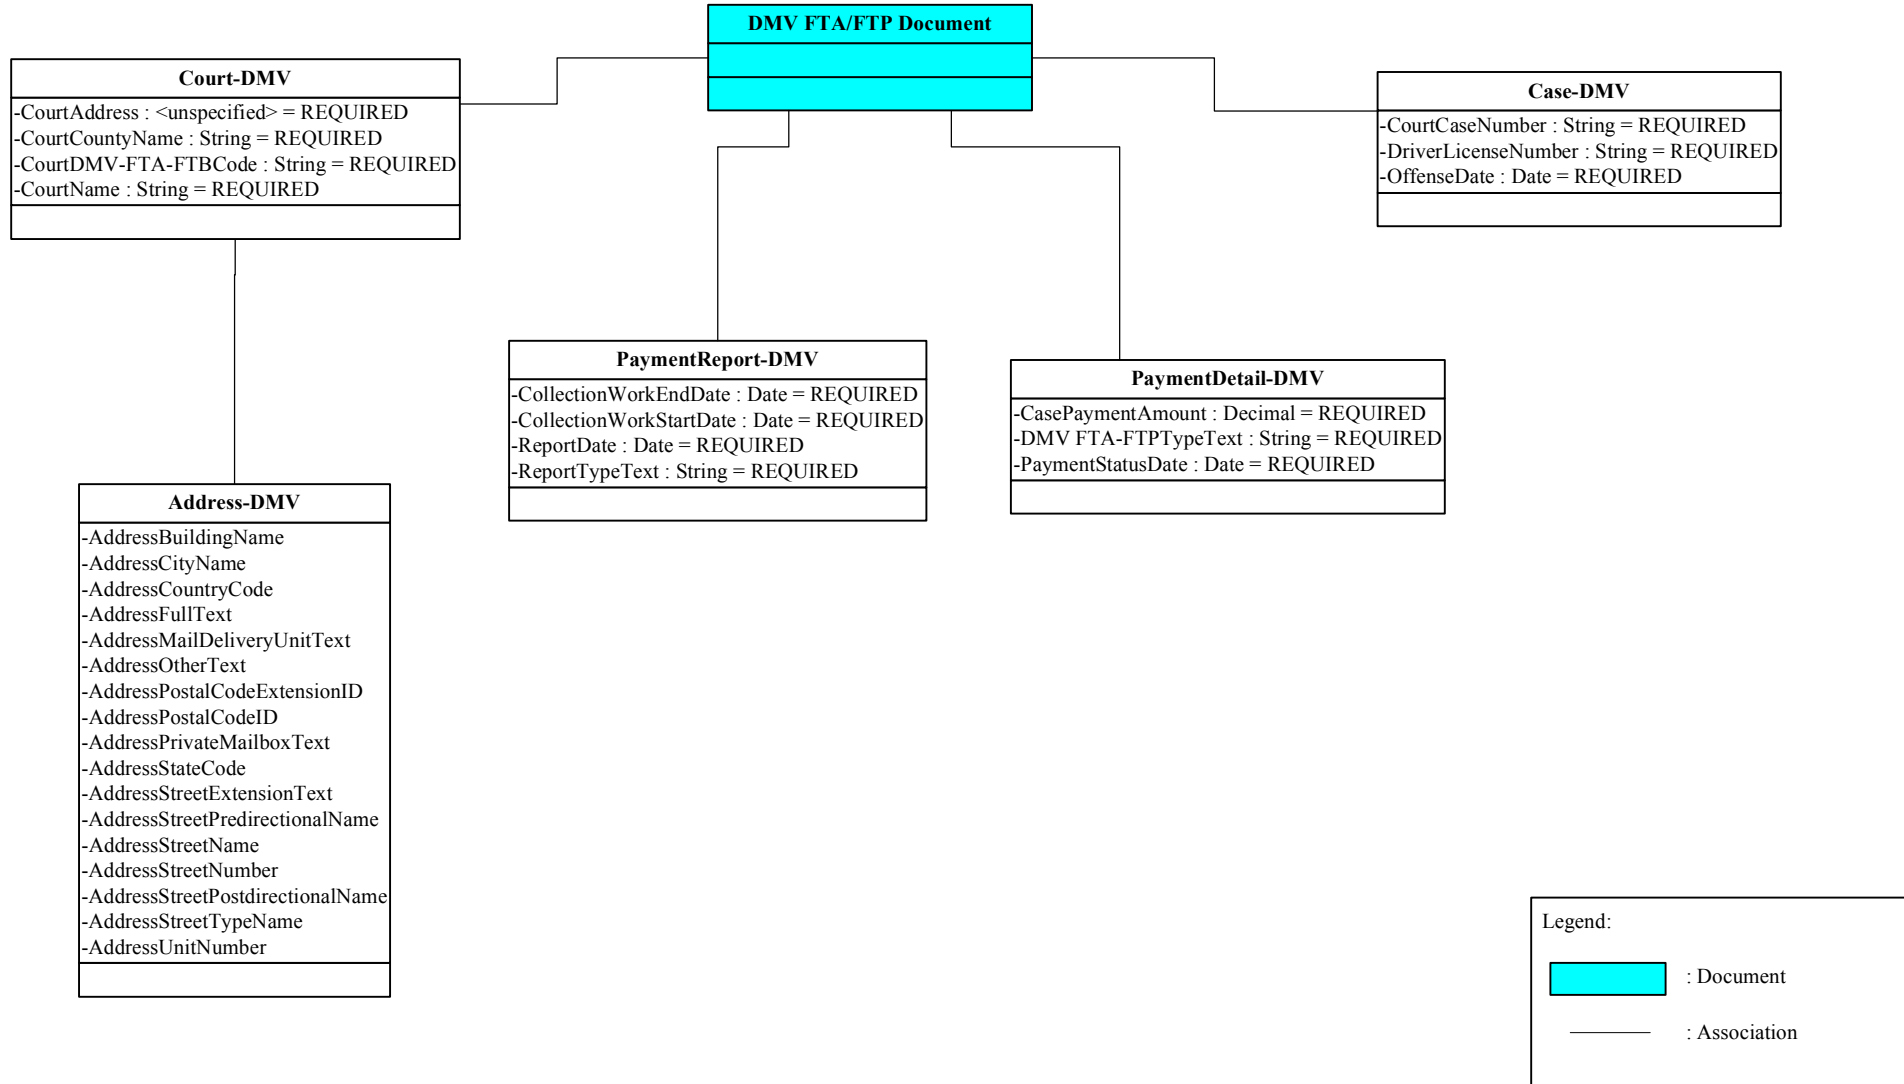 DMV FTA/FTP Document
Court-DMV
-CourtAddress : <unspecified> = REQUIRED
-CourtCountyName : String = REQUIRED
-CourtDMV-FTA-FTBCode : String = REQUIRED
-CourtName : String = REQUIRED
Case-DMV
-CourtCaseNumber : String = REQUIRED
-DriverLicenseNumber : String = REQUIRED
-OffenseDate : Date = REQUIRED
PaymentReport-DMV
-CollectionWorkEndDate : Date = REQUIRED
-CollectionWorkStartDate : Date = REQUIRED
-ReportDate : Date = REQUIRED
-ReportTypeText : String = REQUIRED
PaymentDetail-DMV
-CasePaymentAmount : Decimal = REQUIRED
-DMV FTA-FTPTypeText : String = REQUIRED
-PaymentStatusDate : Date = REQUIRED
Address-DMV
-AddressBuildingName
-AddressCityName
-AddressCountryCode
-AddressFullText
-AddressMailDeliveryUnitText
-AddressOtherText
-AddressPostalCodeExtensionID
-AddressPostalCodeID
-AddressPrivateMailboxText
-AddressStateCode
-AddressStreetExtensionText
-AddressStreetPredirectionalName
-AddressStreetName
-AddressStreetNumber
-AddressStreetPostdirectionalName
-AddressStreetTypeName
-AddressUnitNumber
Legend:
: Document
: Association